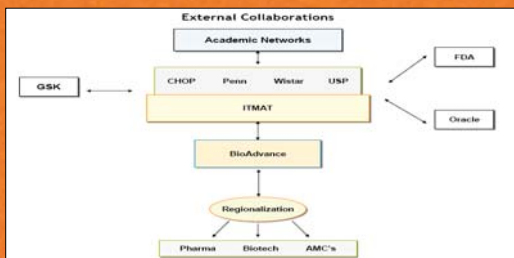 External Collaborations
Academic Networks
FDA
CHOP Penn Wistar USP
GSK
ITMAT
Oracle
BioAdvance
Regionalization
Pharma Biotech AMC's